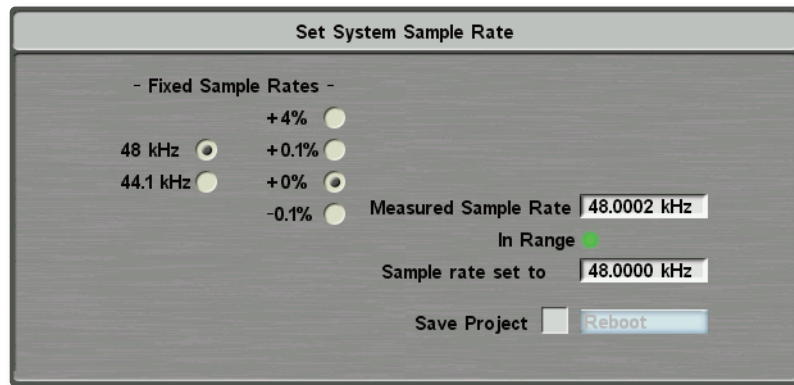 Set System Sample Rate
- Fixed Sample Rates -
+4%
48 kHz +0.1%
44.1 kHz +0%
-0.1%
Measured Sample Rate 48.0002 kHz
In Range
Sample rate set to 48.0000 kHz
Save Project Reboot